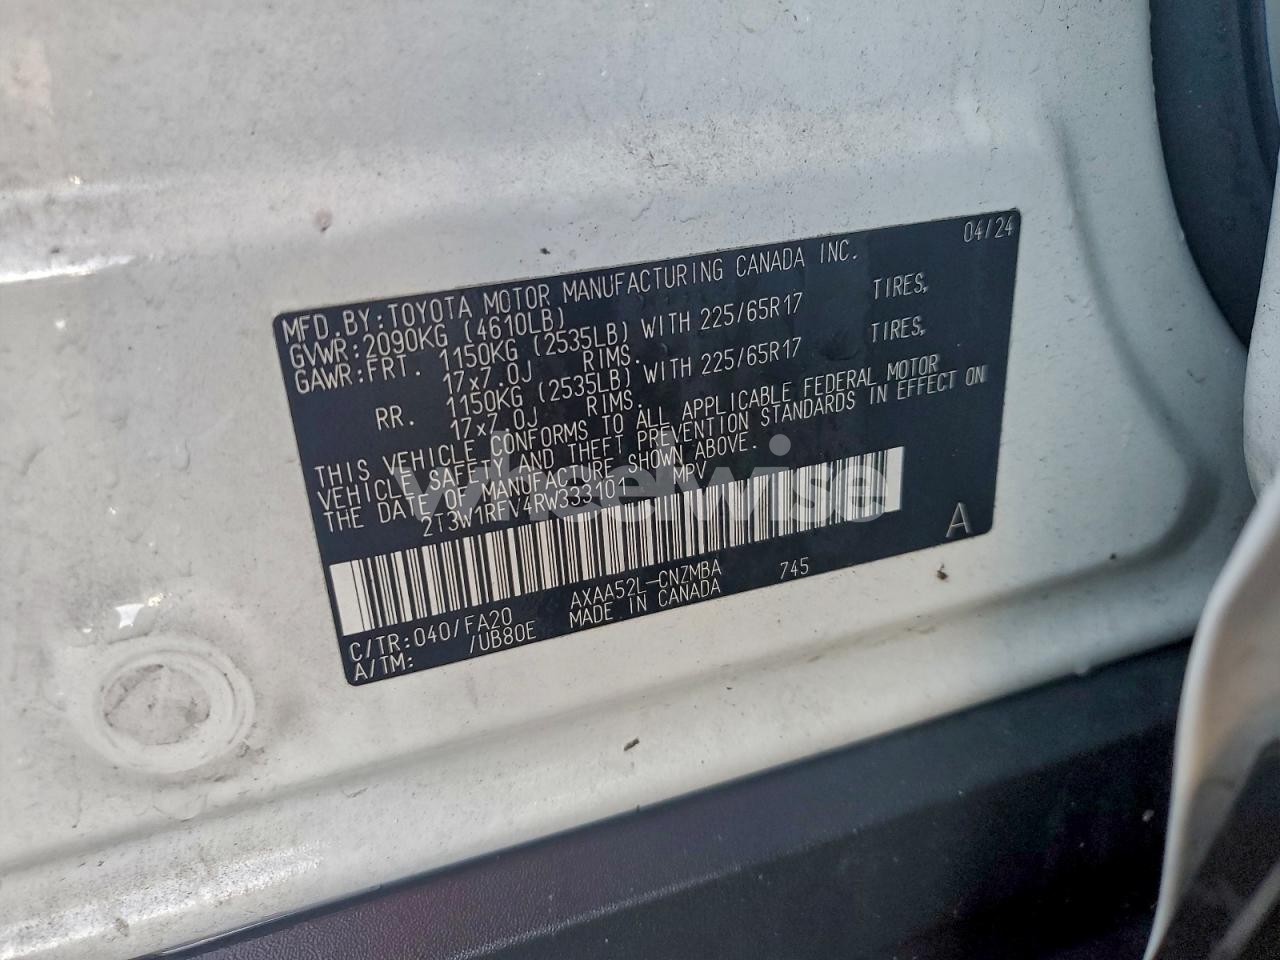 04/24
MFD.BY:TOYOTA MOTOR MANUFACTURING CANADA INC.
GVWR:2090KG (4610LB)
GAWR:FRT. 1150KG (2535LB) WITH 225/65R17 TIRES,
17x7.0J RIMS.
RR. 1150KG (2535LB) WITH 225/65R17 TIRES,
17x7.0J RIMS.
THIS VEHICLE CONFORMS TO ALL APPLICABLE FEDERAL MOTOR
VEHICLE SAFETY AND THEFT PREVENTION STANDARDS IN EFFECT ON
THE DATE OF MANUFACTURE SHOWN ABOVE.
2T3W1RFV4RW333101 MPV
wheelwise
A
C/TR:040/FA20 AXAA52L-CNZMBA 745
A/TM: /UB80E MADE IN CANADA